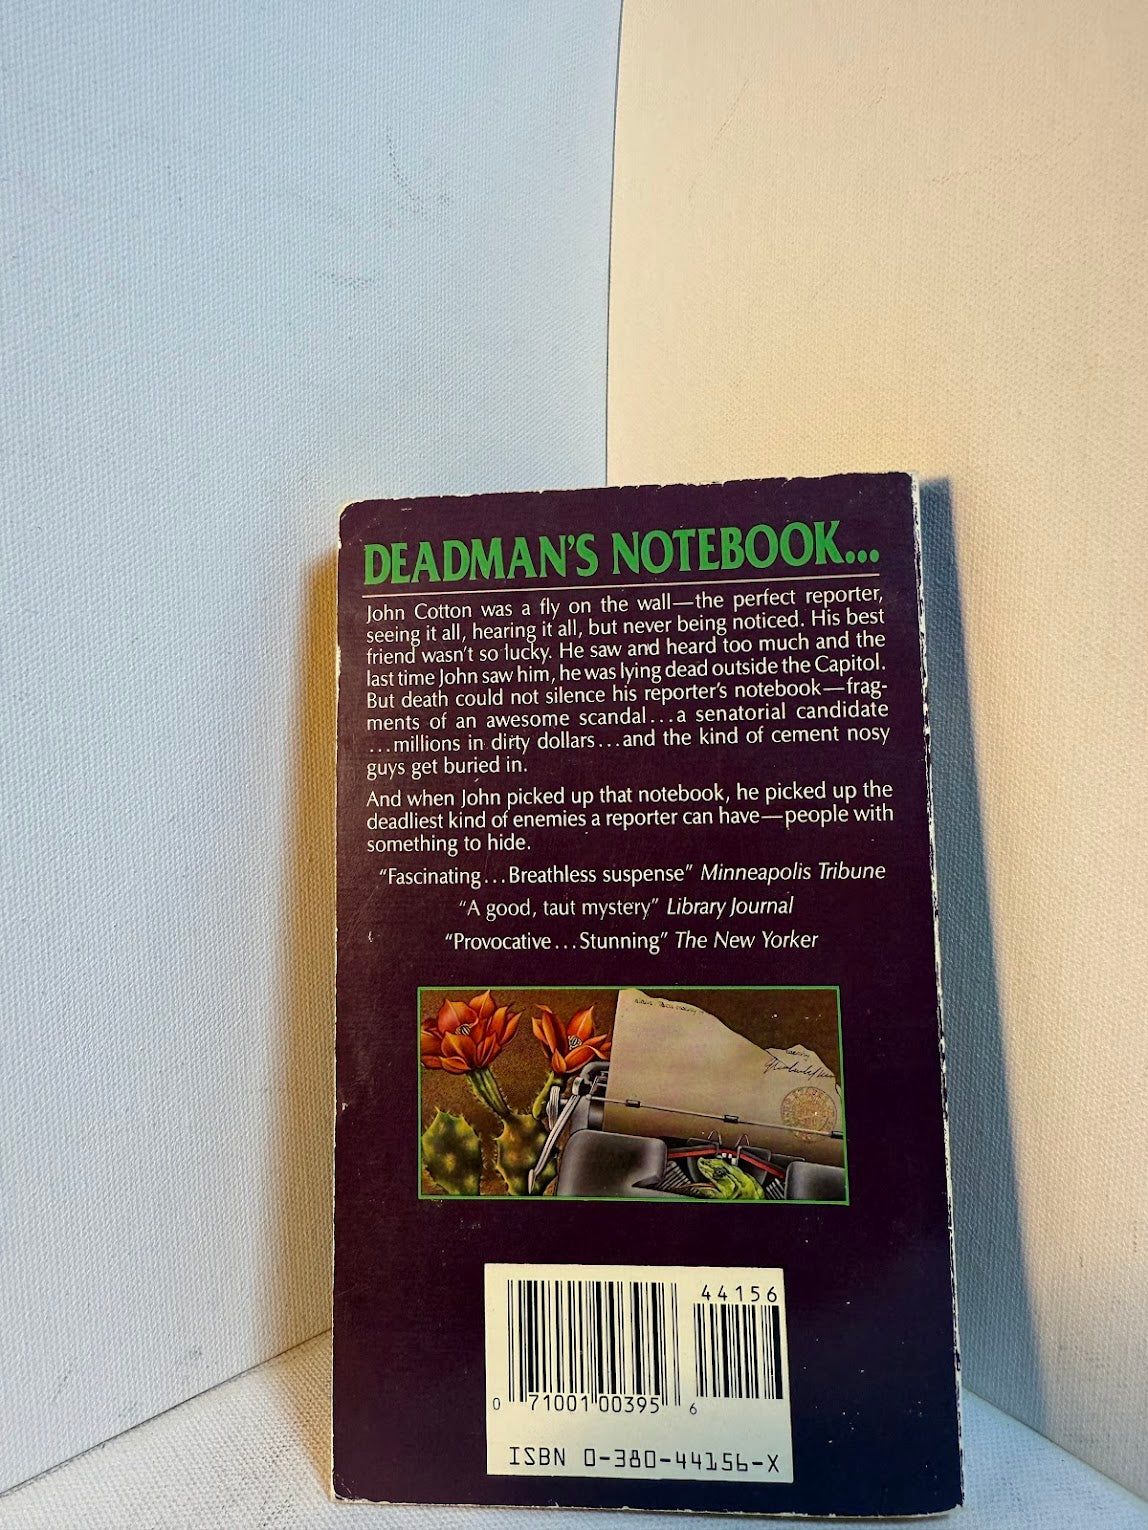 DEADMAN'S NOTEBOOK...
John Cotton was a fly on the wall—the perfect reporter,
seeing it all, hearing it all, but never being noticed. His best
friend wasn't so lucky. He saw and heard too much and the
last time John saw him, he was lying dead outside the Capitol.
But death could not silence his reporter's notebook—frag-
ments of an awesome scandal...a senatorial candidate
...millions in dirty dollars...and the kind of cement nosy
guys get buried in.
And when John picked up that notebook, he picked up the
deadliest kind of enemies a reporter can have—people with
something to hide.
"Fascinating...Breathless suspense" Minneapolis Tribune
"A good, taut mystery" Library Journal
"Provocative...Stunning" The New Yorker
44156
0 71001 00395 6
ISBN 0-380-44156-X